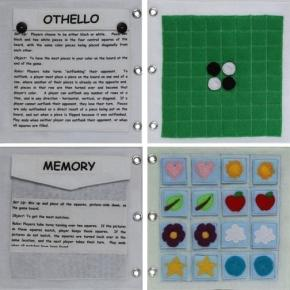 OTHELLO
Set Up: Players choose to be either black or white. Place
black and two white pieces in the four central squares of the
board, with the same color pieces being placed diagonally from
each other.
Object: To have the most pieces in your color on the board at the
end of the game.
Rules: Players take turns "outflanking" their opponent. To
outflank, a player must place a piece on the board at one end of a
line, where another of their pieces is already on the opposite end
All pieces in that row are then turned over and become that
player's color. A player can outflank any number of rows at a
time, and in any direction - horizontal, vertical, or diagonal. If a
player cannot outflank their opponent, they lose their turn. Pieces
are only outflanked as a direct result of a piece being put on the
board, and not when a piece is flipped because it was outflanked.
Play ends when neither player can outflank their opponent, or when
all squares are filled.
MEMORY
Set Up: Mix up and place all the squares, picture-side down, on
the game board.
Object: To get the most matches.
Rules: Players take turns turning over two squares. If the pictures
on those squares match, player keeps those squares. If the
pictures do not match, the squares are turned back over in the
same location, and the next player takes their turn. Play ends
when all matches have been found.